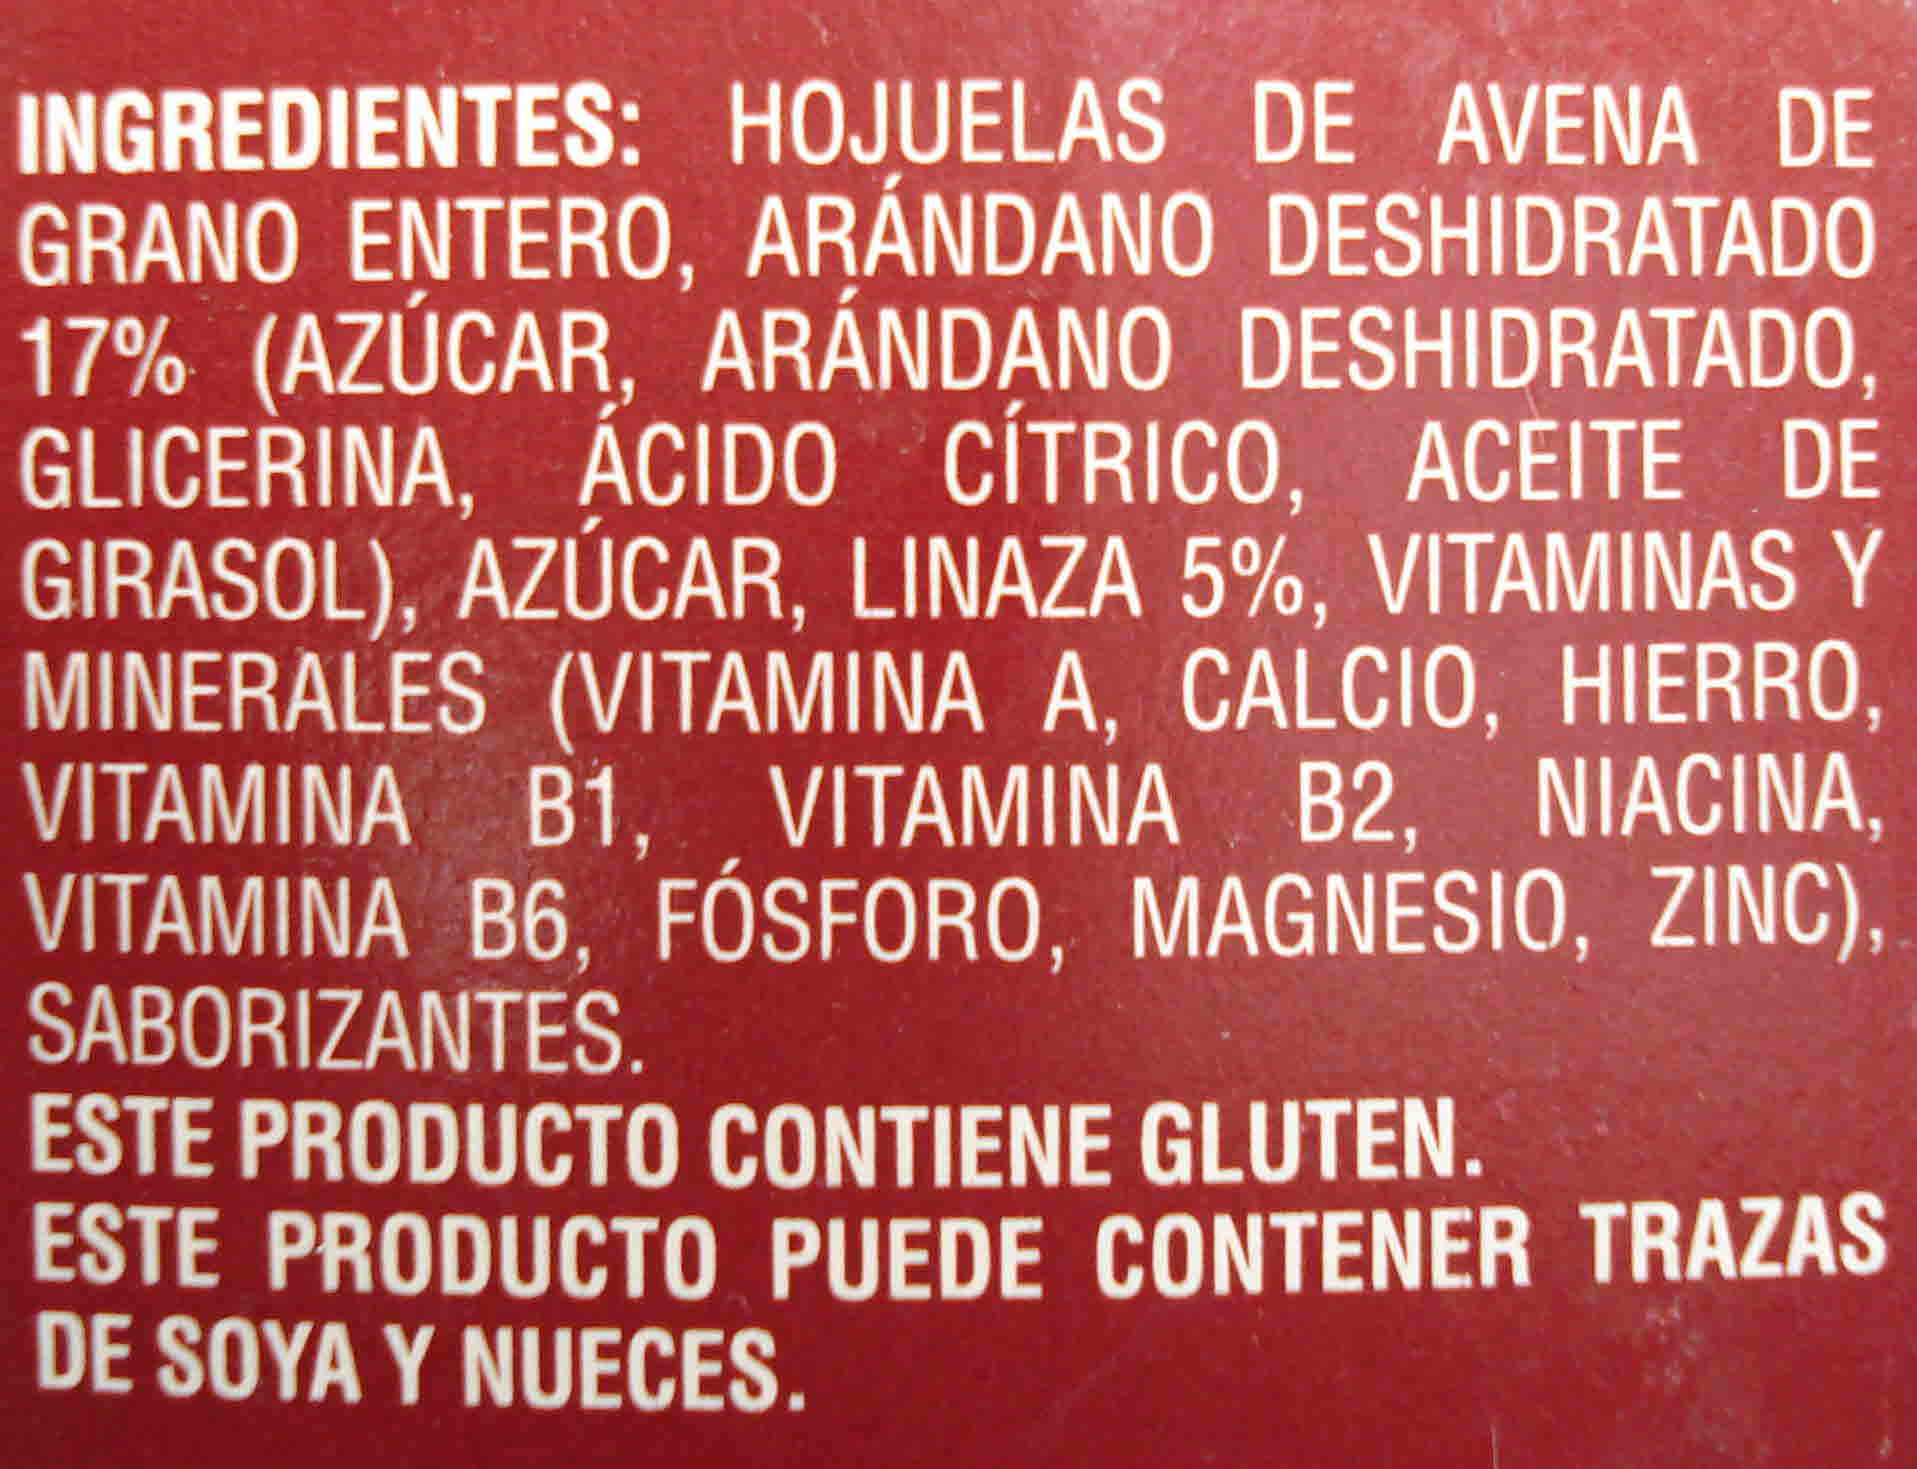 INGREDIENTES: HOJUELAS DE AVENA DE
GRANO ENTERO, ARÁNDANO DESHIDRATADO
17% (AZÚCAR, ARÁNDANO DESHIDRATADO,
GLICERINA, ÁCIDO CÍTRICO, ACEITE DE
GIRASOL), AZÚCAR, LINAZA 5%, VITAMINAS Y
MINERALES (VITAMINA A, CALCIO, HIERRO,
VITAMINA B1, VITAMINA B2, NIACINA,
VITAMINA B6, FÓSFORO, MAGNESIO, ZINC),
SABORIZANTES.
ESTE PRODUCTO CONTIENE GLUTEN.
ESTE PRODUCTO PUEDE CONTENER TRAZAS
DE SOYA Y NUECES.